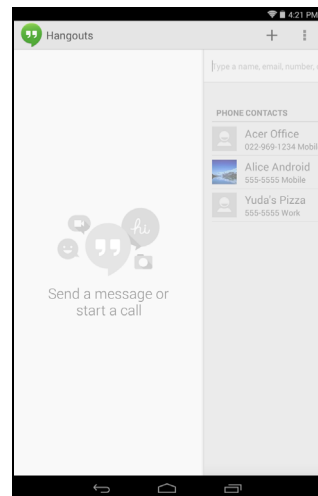 4:21 PM
Hangouts
Type a name, email, number,
PHONE CONTACTS
Acer Office
022-969-1234 Mobil
Alice Android
555-5555 Mobile
Yuda's Pizza
555-5555 Work
hi
Send a message or
start a call